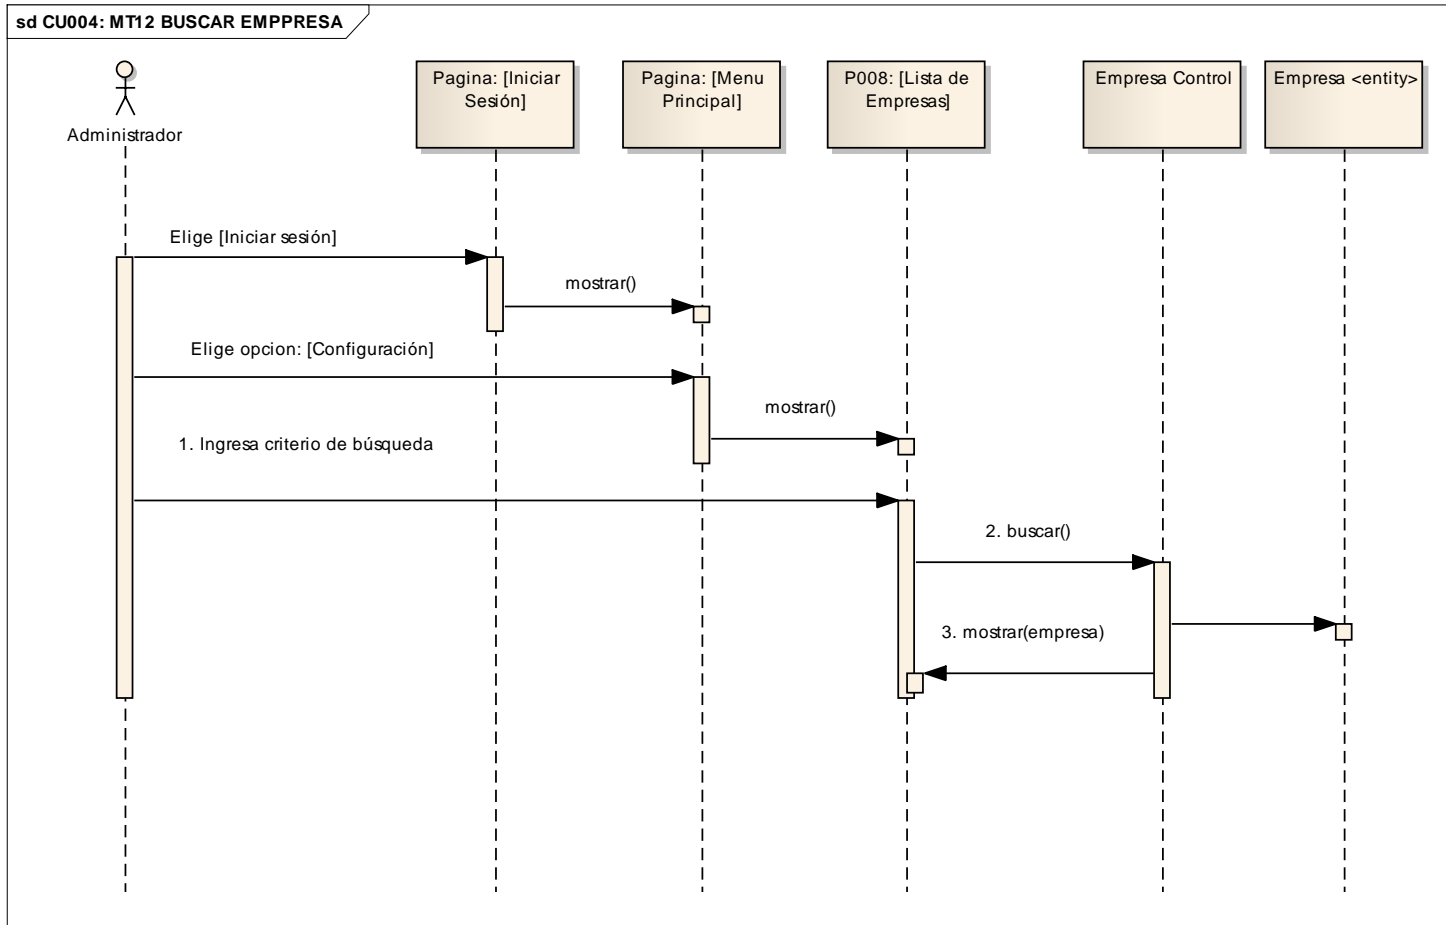 sd CU004: MT12 BUSCAR EMPPRESA
Administrador
Pagina: [Iniciar
Sesión]
Pagina: [Menu
Principal]
P008: [Lista de
Empresas]
Empresa Control
Empresa <entity>
Elige [Iniciar sesión]
mostrar()
Elige opcion: [Configuración]
mostrar()
1. Ingresa criterio de búsqueda
2. buscar()
3. mostrar(empresa)